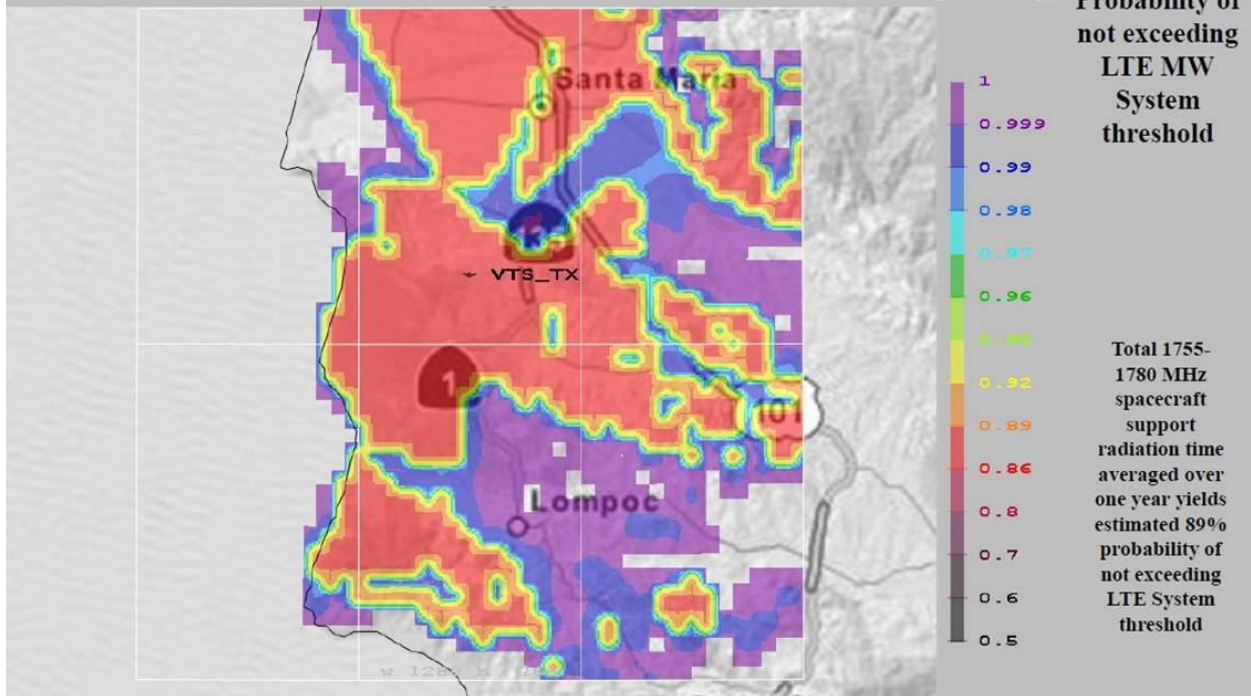 Probability of
not exceeding
LTE MW
System
threshold
Santa Maria
VTS_TX
1
101
Lompoc
1
0.999
0.99
0.98
0.97
0.96
0.95
0.92
0.89
0.86
0.8
0.7
0.6
0.5
Total 1755-
1780 MHz
spacecraft
support
radiation time
averaged over
one year yields
estimated 89%
probability of
not exceeding
LTE System
threshold